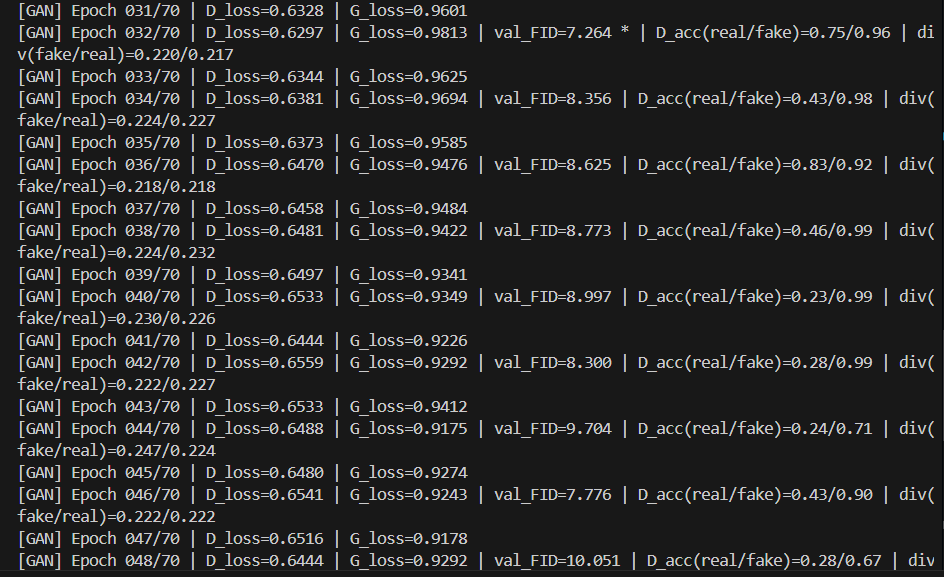 [GAN] Epoch 031/70 | D_loss=0.6328 | G_loss=0.9601
[GAN] Epoch 032/70 | D_loss=0.6297 | G_loss=0.9813 | val_FID=7.264 * | D_acc(real/fake)=0.75/0.96 | di
v(fake/real)=0.220/0.217
[GAN] Epoch 033/70 | D_loss=0.6344 | G_loss=0.9625
[GAN] Epoch 034/70 | D_loss=0.6381 | G_loss=0.9694 | val_FID=8.356 | D_acc(real/fake)=0.43/0.98 | div(
fake/real)=0.224/0.227
[GAN] Epoch 035/70 | D_loss=0.6373 | G_loss=0.9585
[GAN] Epoch 036/70 | D_loss=0.6470 | G_loss=0.9476 | val_FID=8.625 | D_acc(real/fake)=0.83/0.92 | div(
fake/real)=0.218/0.218
[GAN] Epoch 037/70 | D_loss=0.6458 | G_loss=0.9484
[GAN] Epoch 038/70 | D_loss=0.6481 | G_loss=0.9422 | val_FID=8.773 | D_acc(real/fake)=0.46/0.99 | div(
fake/real)=0.224/0.232
[GAN] Epoch 039/70 | D_loss=0.6497 | G_loss=0.9341
[GAN] Epoch 040/70 | D_loss=0.6533 | G_loss=0.9349 | val_FID=8.997 | D_acc(real/fake)=0.23/0.99 | div(
fake/real)=0.230/0.226
[GAN] Epoch 041/70 | D_loss=0.6444 | G_loss=0.9226
[GAN] Epoch 042/70 | D_loss=0.6559 | G_loss=0.9292 | val_FID=8.300 | D_acc(real/fake)=0.28/0.99 | div(
fake/real)=0.222/0.227
[GAN] Epoch 043/70 | D_loss=0.6533 | G_loss=0.9412
[GAN] Epoch 044/70 | D_loss=0.6488 | G_loss=0.9175 | val_FID=9.704 | D_acc(real/fake)=0.24/0.71 | div(
fake/real)=0.247/0.224
[GAN] Epoch 045/70 | D_loss=0.6480 | G_loss=0.9274
[GAN] Epoch 046/70 | D_loss=0.6541 | G_loss=0.9243 | val_FID=7.776 | D_acc(real/fake)=0.43/0.90 | div(
fake/real)=0.222/0.222
[GAN] Epoch 047/70 | D_loss=0.6516 | G_loss=0.9178
[GAN] Epoch 048/70 | D_loss=0.6444 | G_loss=0.9292 | val_FID=10.051 | D_acc(real/fake)=0.28/0.67 | div